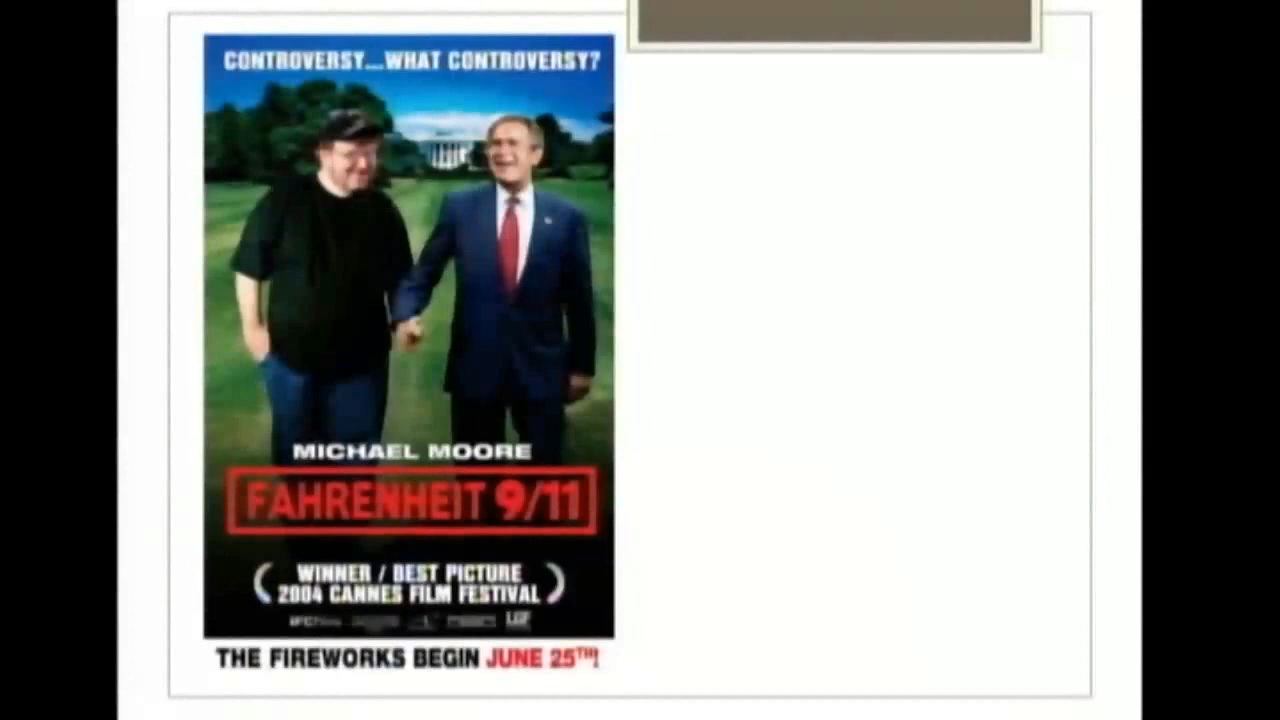 CONTROVERSY....WHAT CONTROVERSY?
MICHAEL MOORE
FAHRENHEIT 9/11
WINNER / BEST PICTURE
2004 CANNES FILM FESTIVAL
THE FIREWORKS BEGIN JUNE 25TH!